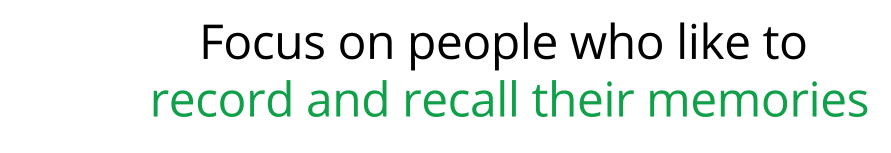 Focus on people who like to
record and recall their memories